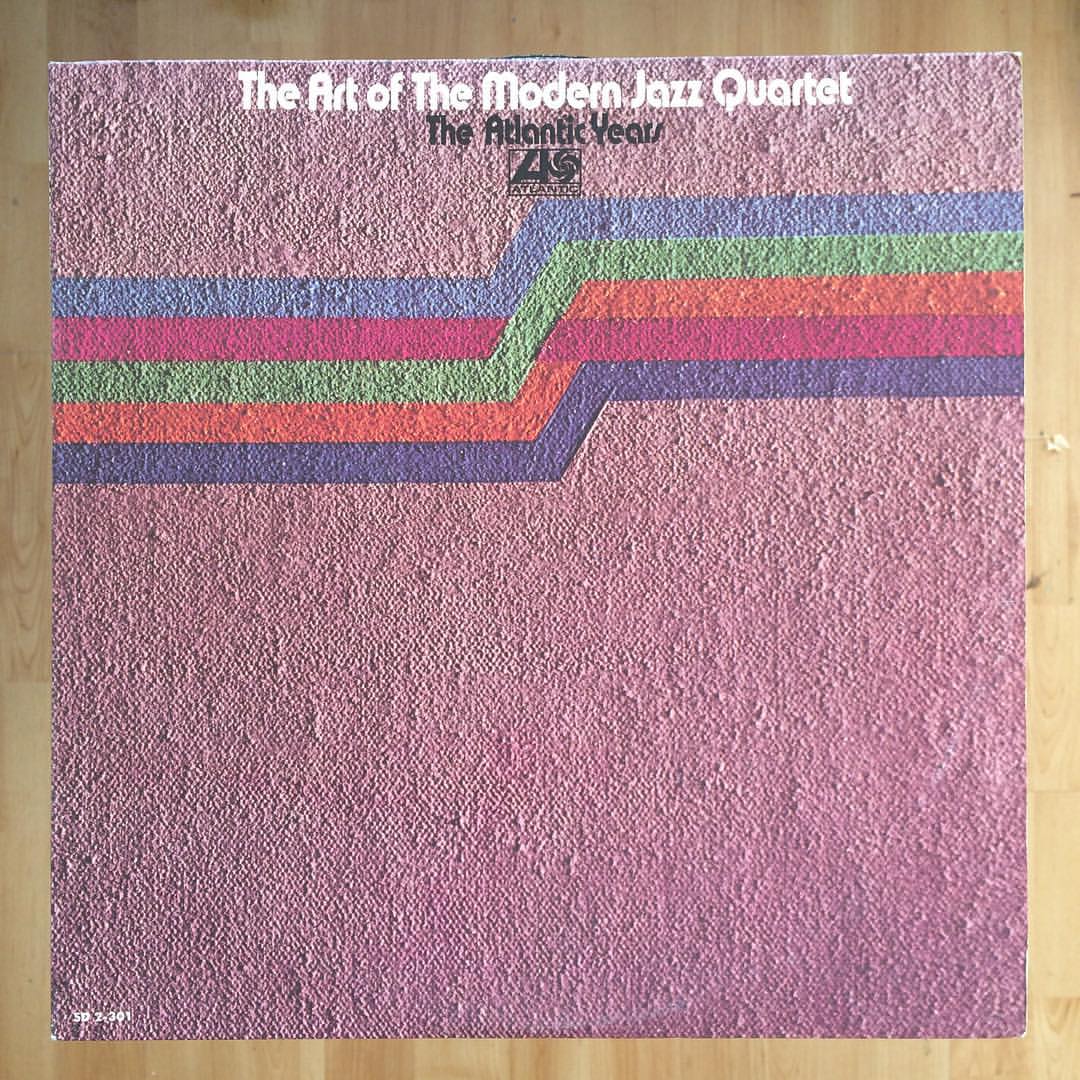 The Art of The Modern Jazz Quartet
The Atlantic Years
ATLANTIC
SD 2-301